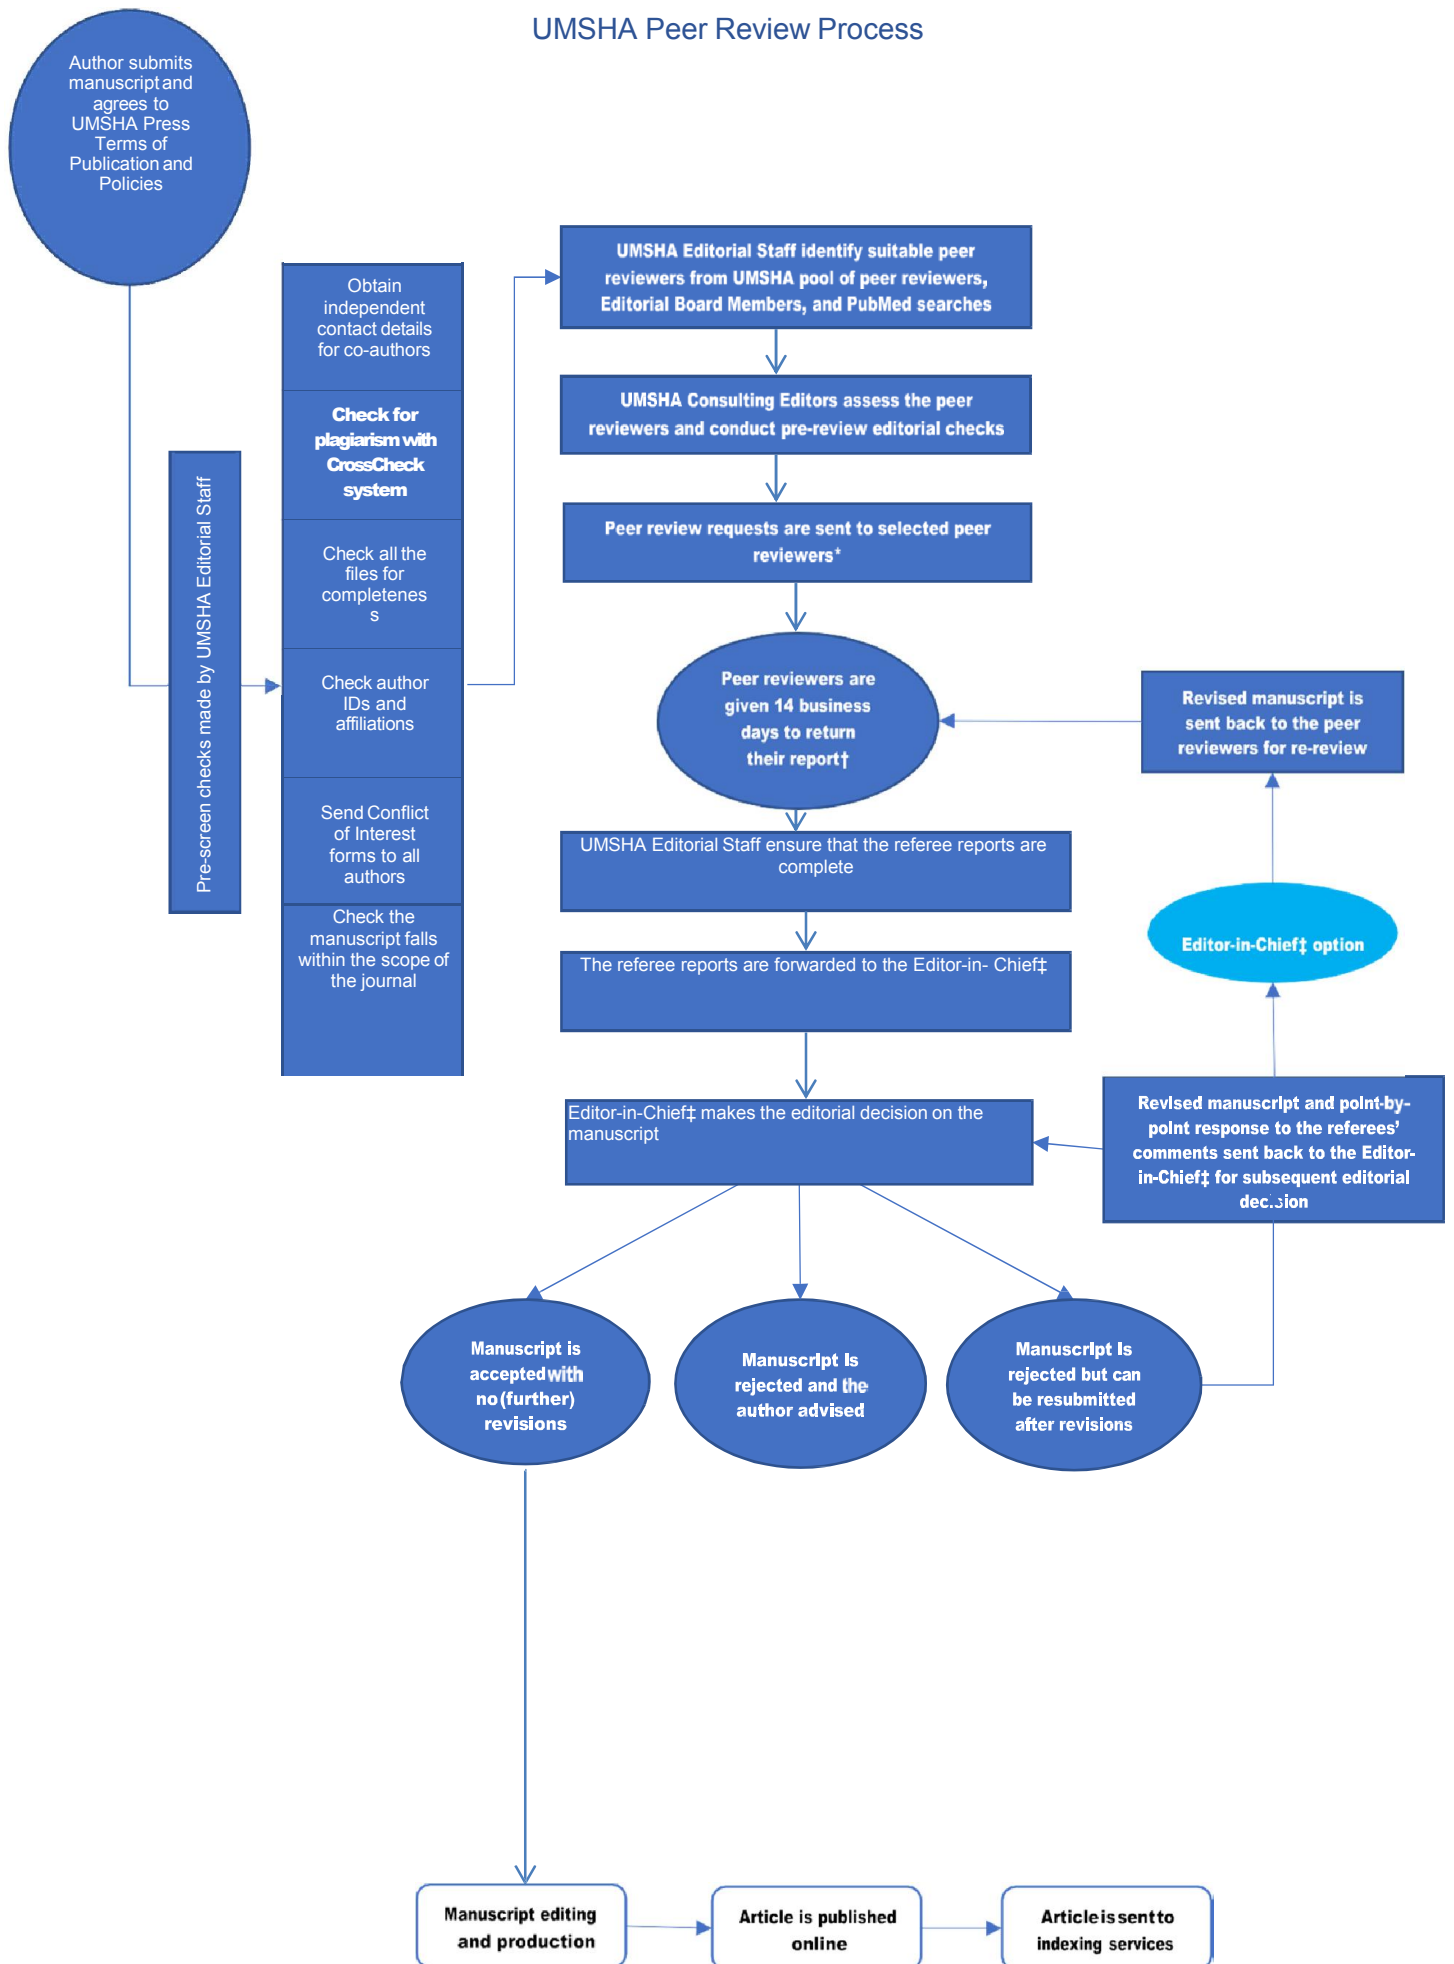 UMSHA Peer Review Process
Author submits
manuscript and
agrees to
UMSHA Press
Terms of
Publication and
Policies
Pre-screen checks made by UMSHA Editorial Staff
Obtain
independent
contact details
for co-authors
Check for
plagiarism with
CrossCheck
system
Check all the
files for
completenes
s
Check author
IDs and
affiliations
Send Conflict
of Interest
forms to all
authors
Check the
manuscript falls
within the scope of
the journal
UMSHA Editorial Staff identify suitable peer
reviewers from UMSHA pool of peer reviewers,
Editorial Board Members, and PubMed searches
UMSHA Consulting Editors assess the peer
reviewers and conduct pre-review editorial checks
Peer review requests are sent to selected peer
reviewers*
Peer reviewers are
given 14 business
days to return
their report†
UMSHA Editorial Staff ensure that the referee reports are
complete
The referee reports are forwarded to the Editor-in- Chief‡
Editor-in-Chief‡ makes the editorial decision on the
manuscript
Revised manuscript is
sent back to the peer
reviewers for re-review
Editor-in-Chief‡ option
Revised manuscript and point-by-
point response to the referees’
comments sent back to the Editor-
in-Chief‡ for subsequent editorial
decision
Manuscript is
accepted with
no (further)
revisions
Manuscript is
rejected and the
author advised
Manuscript is
rejected but can
be resubmitted
after revisions
Manuscript editing
and production
Article is published
online
Article is sent to
indexing services